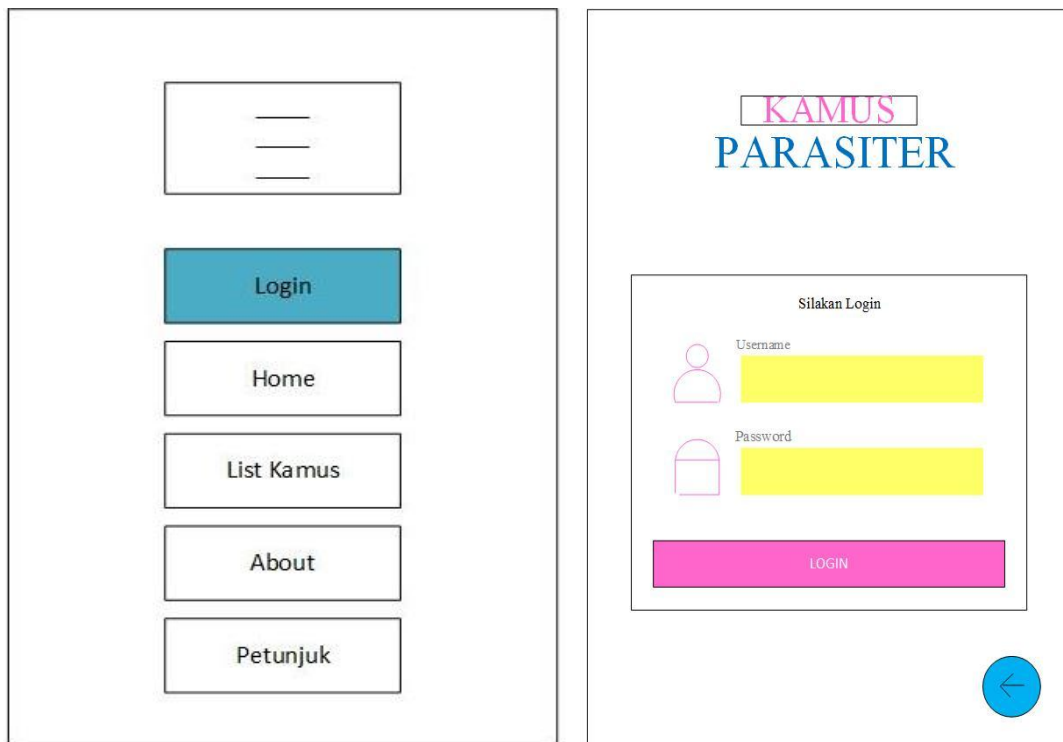 Login
Home
List Kamus
About
Petunjuk
KAMUS
PARASITER
Silakan Login
Username
Password
LOGIN